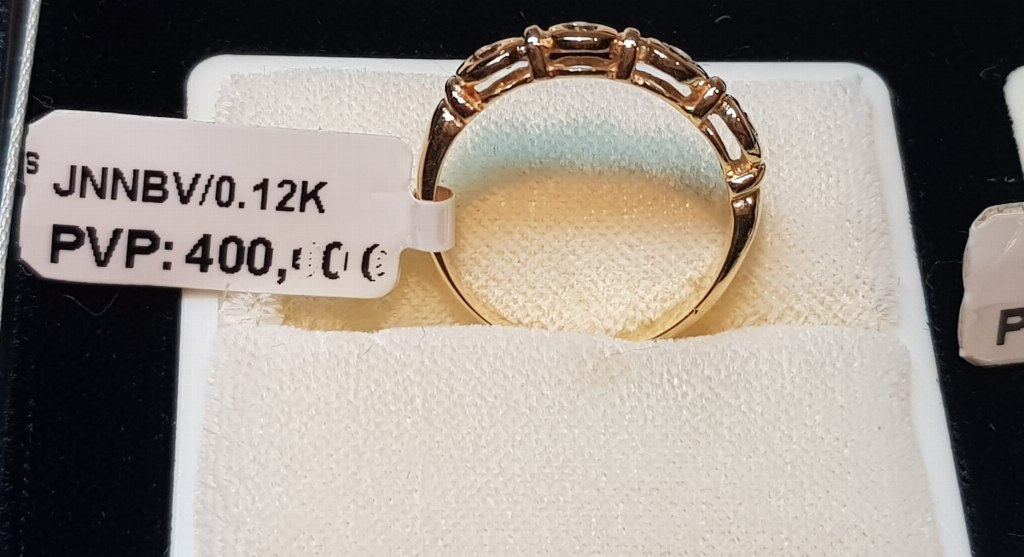 S
JNNBV/0.12K
PVP: 400,
P